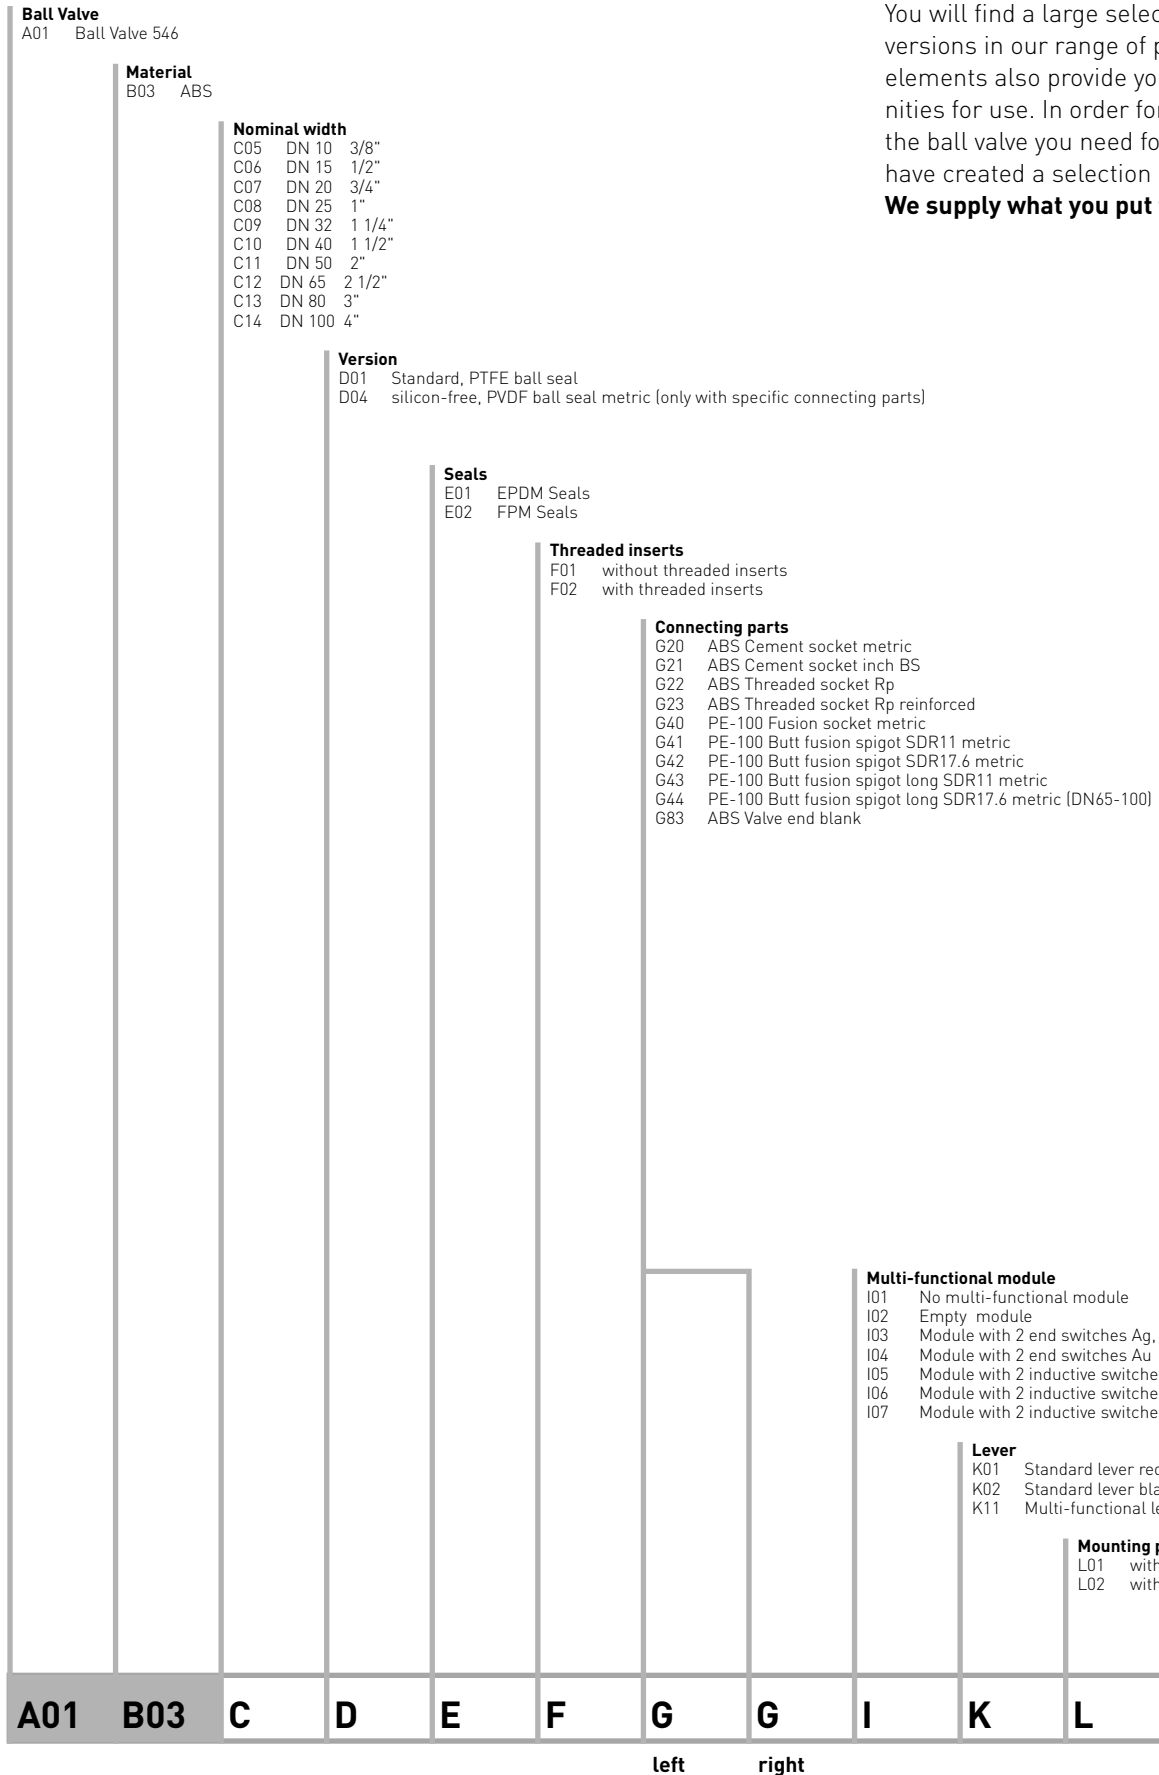 Ball Valve
A01 Ball Valve 546
You will find a large
versions in our range of
elements also provide
nities for use. In order
the ball valve you need
have created a selection
We supply what you put
Material
B03 ABS
Nominal width
C05 DN 10 3/8"
C06 DN 15 1/2"
C07 DN 20 3/4"
C08 DN 25 1"
C09 DN 32 1 1/4"
C10 DN 40 1 1/2"
C11 DN 50 2"
C12 DN 65 2 1/2"
C13 DN 80 3"
C14 DN 100 4"
Version
D01 Standard, PTFE ball seal
D04 silicon-free, PVDF ball seal metric (only with specific connecting parts)
Seals
E01 EPDM Seals
E02 FPM Seals
Threaded inserts
F01 without threaded inserts
F02 with threaded inserts
Connecting parts
G20 ABS Cement socket metric
G21 ABS Cement socket inch BS
G22 ABS Threaded socket Rp
G23 ABS Threaded socket Rp reinforced
G40 PE-100 Fusion socket metric
G41 PE-100 Butt fusion spigot SDR11 metric
G42 PE-100 Butt fusion spigot SDR17.6 metric
G43 PE-100 Butt fusion spigot long SDR11 metric
G44 PE-100 Butt fusion spigot long SDR17.6 metric (DN65-100)
G83 ABS Valve end blank
Multi-functional module
I01 No multi-functional module
I02 Empty module
I03 Module with 2 end switches Ag,
I04 Module with 2 end switches Au
I05 Module with 2 inductive
I06 Module with 2 inductive
I07 Module with 2 inductive
Lever
K01 Standard lever
K02 Standard lever
K11 Multi-functional
Mounting
L01
L02
A01 B03 C D E F G G I K L
left right